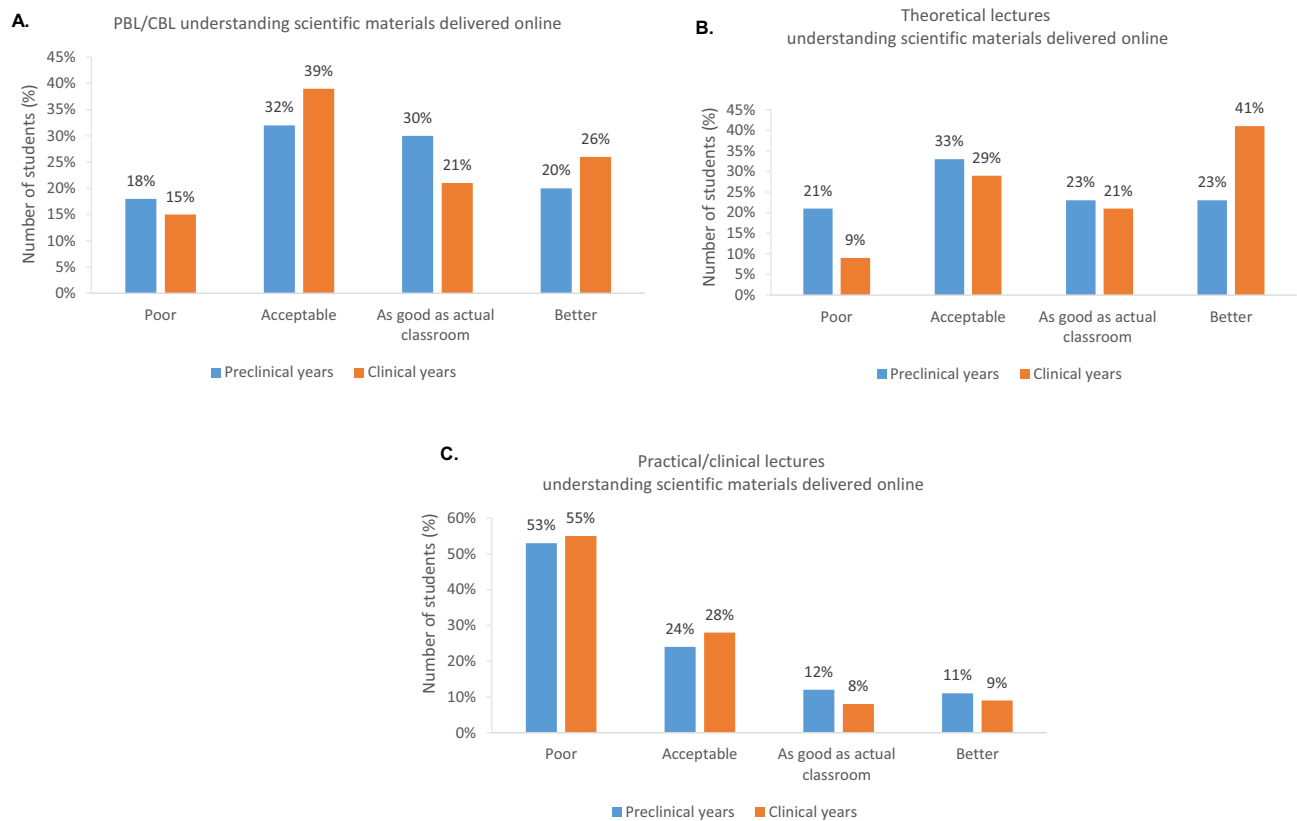 A.
PBL/CBL understanding scientific materials delivered online
Number of students (%)
45%
40%
35%
30%
25%
20%
15%
10%
5%
0%
18%
15%
32%
39%
30%
21%
20%
26%
Poor
Acceptable
As good as actual
classroom
Better
Preclinical years
Clinical years
B.
Theoretical lectures
understanding scientific materials delivered online
Number of students (%)
45%
40%
35%
30%
25%
20%
15%
10%
5%
0%
21%
9%
33%
29%
23%
21%
23%
41%
Poor
Acceptable
As good as actual
classroom
Better
Preclinical years
Clinical years
C.
Practical/clinical lectures
understanding scientific materials delivered online
Number of students (%)
60%
50%
40%
30%
20%
10%
0%
53%
55%
24%
28%
12%
8%
11%
9%
Poor
Acceptable
As good as actual
classroom
Better
Preclinical years
Clinical years